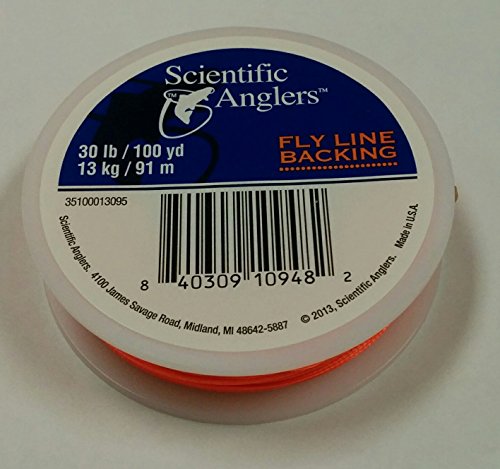 Scientific
Anglers™
™
30 lb / 100 yd
13 kg / 91 m
FLY LINE
BACKING
35100013095
8 40309 10948 2
Scientific Anglers. 4100 James Savage Road, Midland, MI 48642-5887
© 2013, Scientific Anglers. Made in U.S.A.